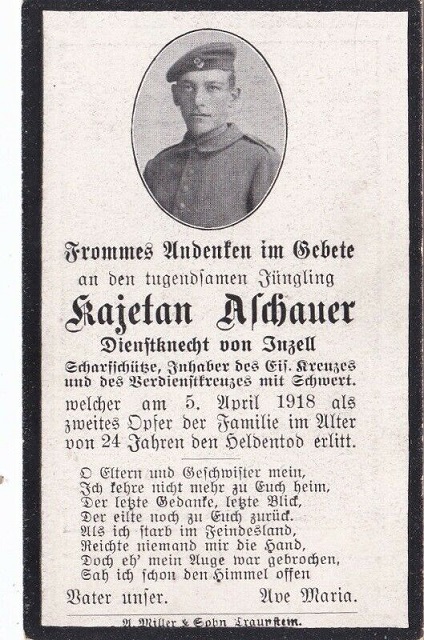 Frommes Andenken im Gebete
an den tugendsamen Jüngling
Kajetan Aschauer
Dienstknecht von Inzell
Scharfschütze, Inhaber des Eis. Kreuzes
und des Verdienstkreuzes mit Schwert.
welcher am 5. April 1918 als
zweites Opfer der Familie im Alter
von 24 Jahren den Heldentod erlitt.
O Eltern und Geschwister mein,
Ich kehre nicht mehr zu Euch heim,
Der letzte Gedanke, letzte Blick,
Der eilte noch zu Euch zurück.
Als ich starb im Feindesland,
Reichte niemand mir die Hand,
Doch eh' mein Auge war gebrochen,
Sah ich schon den Himmel offen
Vater unser. Ave Maria.
A. Miller & Sohn Traunstein.